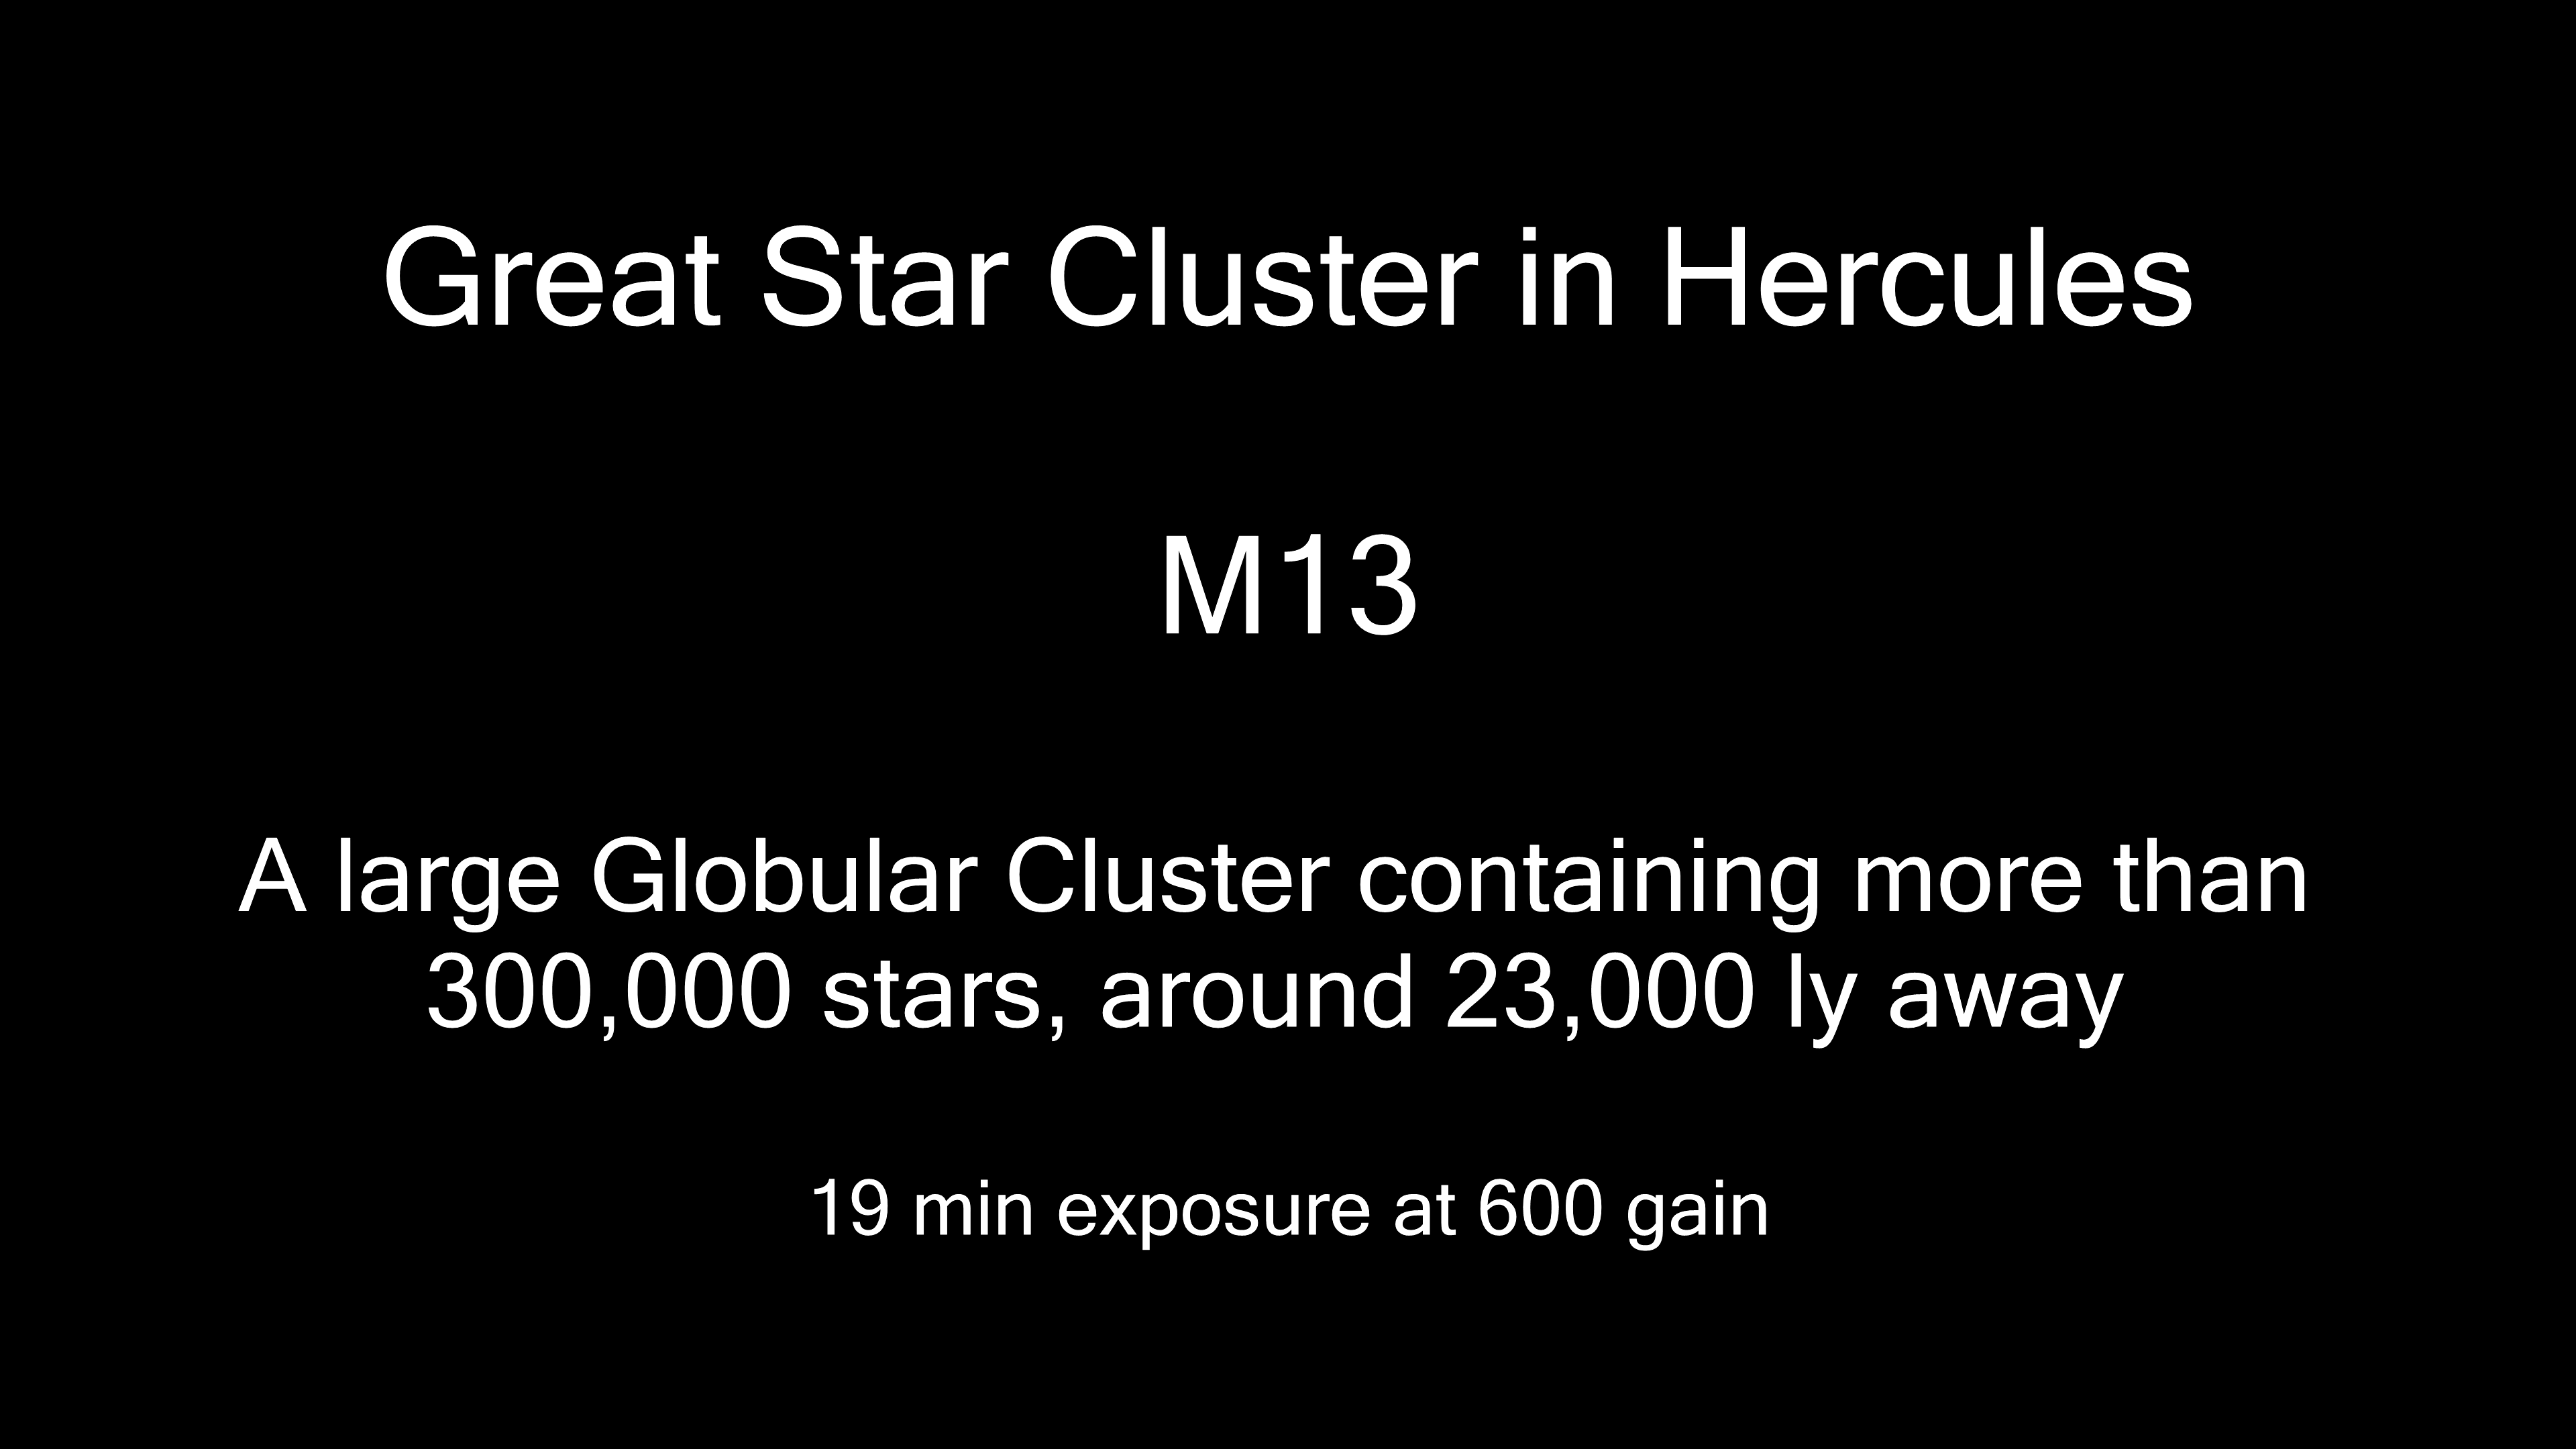 Great Star Cluster in Hercules
M13
A large Globular Cluster containing more than
300,000 stars, around 23,000 ly away
19 min exposure at 600 gain